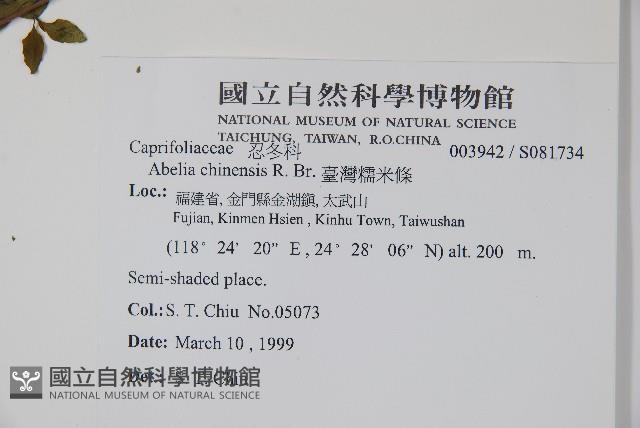 國立自然科學博物館
NATIONAL MUSEUM OF NATURAL SCIENCE
TAICHUNG, TAIWAN, R.O.CHINA
Caprifoliaceae 忍冬科 003942 / S081734
Abelia chinensis R. Br. 臺灣糯米條
Loc.: 福建省, 金門縣金湖鎮, 太武山
Fujian, Kinmen Hsien , Kinhu Town, Taiwushan
(118° 24' 20" E , 24° 28' 06" N) alt. 200 m.
Semi-shaded place.
Col.: S. T. Chiu No.05073
Date: March 10 , 1999
國立自然科學博物館
NATIONAL MUSEUM OF NATURAL SCIENCE